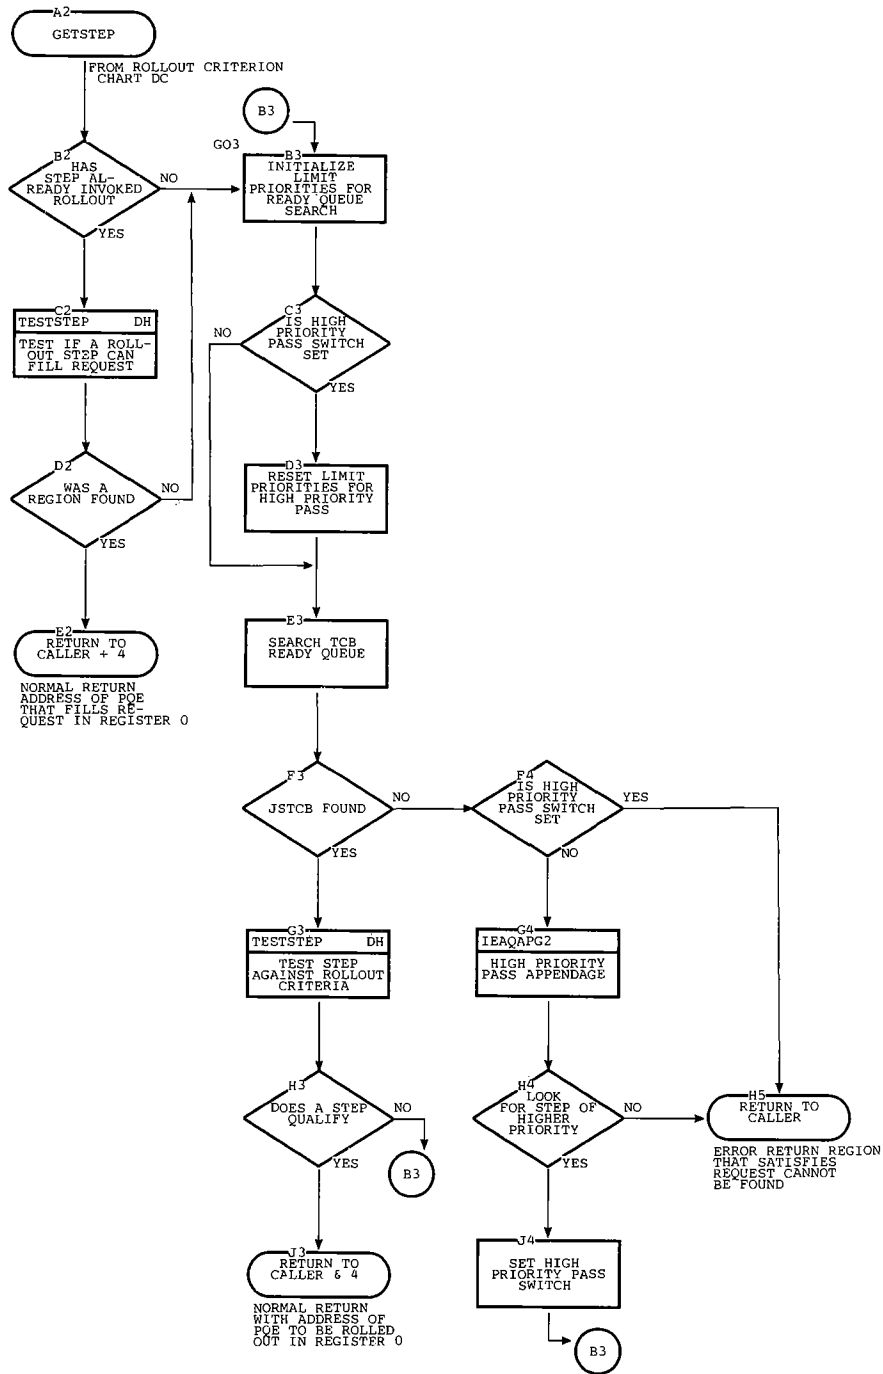 A2
GETSTEP
FROM ROLLOUT CRITERION
CHART DC
B3
GO3
B2
HAS
STEP AL-
READY INVOKED
ROLLOUT
NO
YES
B3
INITIALIZE
LIMIT
PRIORITIES FOR
READY QUEUE
SEARCH
C2
TESTSTEP DH
TEST IF A ROLL-
OUT STEP CAN
FILL REQUEST
C3
IS HIGH
PRIORITY
PASS SWITCH
SET
NO
YES
D2
WAS A
REGION FOUND
NO
YES
D3
RESET LIMIT
PRIORITIES FOR
HIGH PRIORITY
PASS
E2
RETURN TO
CALLER + 4
NORMAL RETURN
ADDRESS OF PQE
THAT FILLS RE-
QUEST IN REGISTER 0
E3
SEARCH TCB
READY QUEUE
F3
JSTCB FOUND
NO
YES
F4
IS HIGH
PRIORITY
PASS SWITCH
SET
YES
NO
G3
TESTSTEP DH
TEST STEP
AGAINST ROLLOUT
CRITERIA
G4
IEAQAPG2
HIGH PRIORITY
PASS APPENDAGE
H3
DOES A STEP
QUALIFY
NO
YES
B3
H4
LOOK
FOR STEP OF
HIGHER
PRIORITY
NO
YES
H5
RETURN TO
CALLER
ERROR RETURN REGION
THAT SATISFIES
REQUEST CANNOT
BE FOUND
J3
RETURN TO
CALLER & 4
NORMAL RETURN
WITH ADDRESS OF
PQE TO BE ROLLED
OUT IN REGISTER 0
J4
SET HIGH
PRIORITY PASS
SWITCH
B3